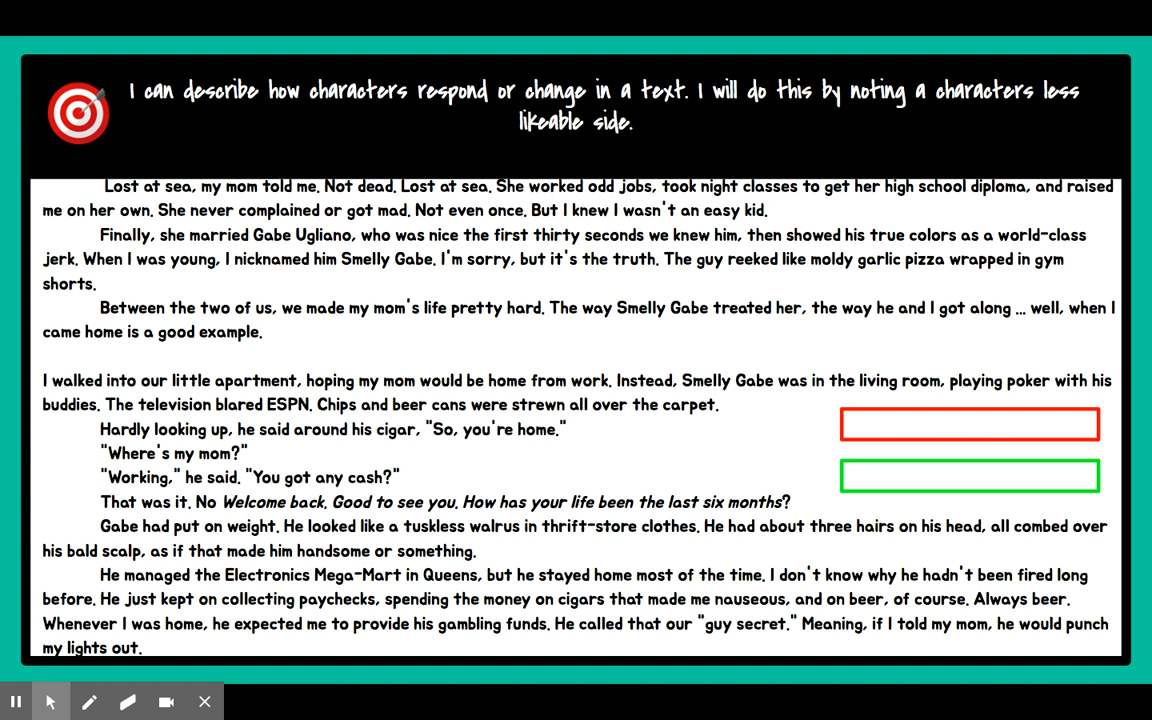 I can describe how characters respond or change in a text. I will do this by noting a characters less
likeable side.
Lost at sea, my mom told me. Not dead. Lost at sea. She worked odd jobs, took night classes to get her high school diploma, and raised
me on her own. She never complained or got mad. Not even once. But I knew I wasn't an easy kid.
Finally, she married Gabe Ugliano, who was nice the first thirty seconds we knew him, then showed his true colors as a world-class
jerk. When I was young, I nicknamed him Smelly Gabe. I'm sorry, but it's the truth. The guy reeked like moldy garlic pizza wrapped in gym
shorts.
Between the two of us, we made my mom's life pretty hard. The way Smelly Gabe treated her, the way he and I got along ... well, when I
came home is a good example.
I walked into our little apartment, hoping my mom would be home from work. Instead, Smelly Gabe was in the living room, playing poker with his
buddies. The television blared ESPN. Chips and beer cans were strewn all over the carpet.
Hardly looking up, he said around his cigar, "So, you're home."
"Where's my mom?"
"Working," he said. "You got any cash?"
That was it. No Welcome back. Good to see you. How has your life been the last six months?
Gabe had put on weight. He looked like a tuskless walrus in thrift-store clothes. He had about three hairs on his head, all combed over
his bald scalp, as if that made him handsome or something.
He managed the Electronics Mega-Mart in Queens, but he stayed home most of the time. I don't know why he hadn't been fired long
before. He just kept on collecting paychecks, spending the money on cigars that made me nauseous, and on beer, of course. Always beer.
Whenever I was home, he expected me to provide his gambling funds. He called that our "guy secret." Meaning, if I told my mom, he would punch
my lights out.